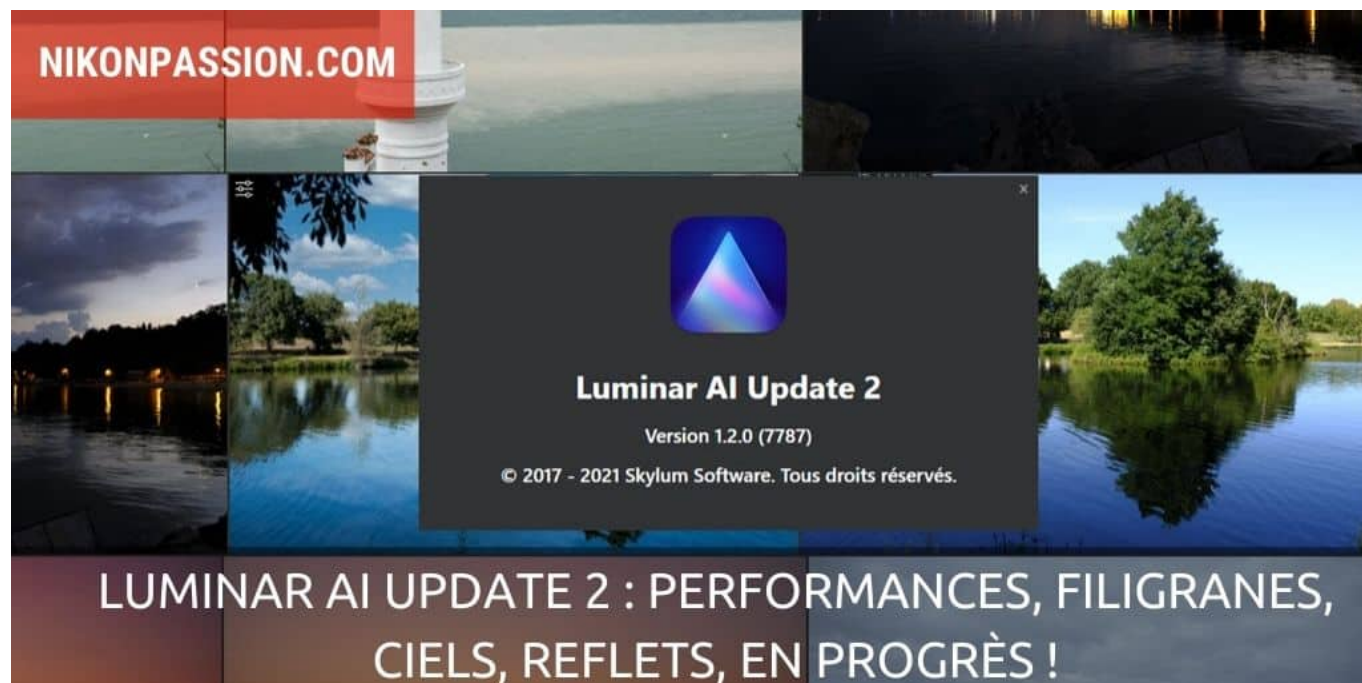 NIKONPASSION.COM
x
Luminar AI Update 2
Version 1.2.0 (7787)
© 2017 - 2021 Skylum Software. Tous droits réservés.
LUMINAR AI UPDATE 2 : PERFORMANCES, FILIGRANES,
CIELS, REFLETS, EN PROGRÈS !